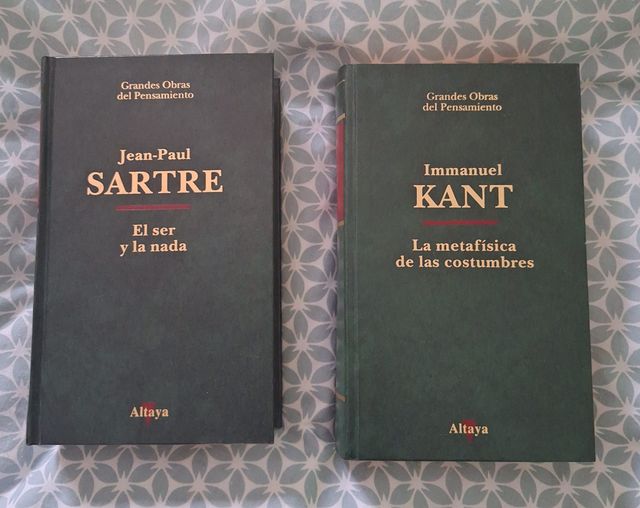 Grandes Obras
del Pensamiento
Jean-Paul
SARTRE
El ser
y la nada
Altaya
Grandes Obras
del Pensamiento
Immanuel
KANT
La metafísica
de las costumbres
Altaya